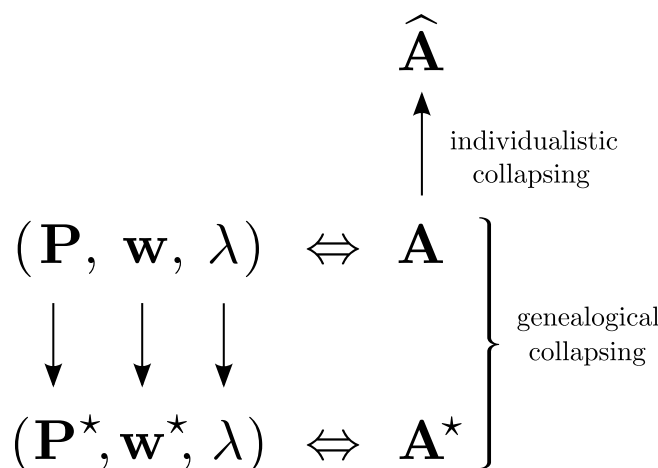 Â
individualistic
collapsing
( P, w, λ ) ⇔ A
genealogical
collapsing
( P⋆, w⋆, λ ) ⇔ A⋆